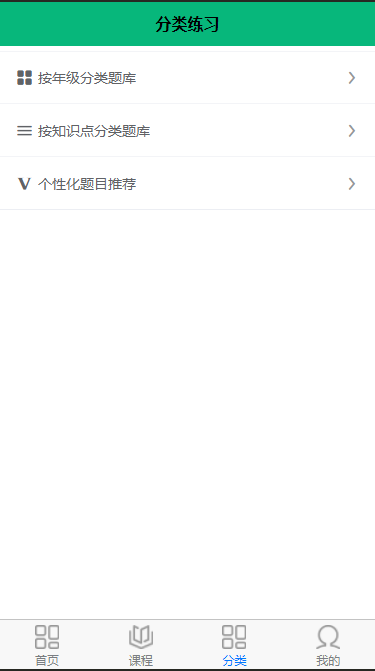 分类练习
按年级分类题库
按知识点分类题库
个性化题目推荐
首页
课程
分类
我的